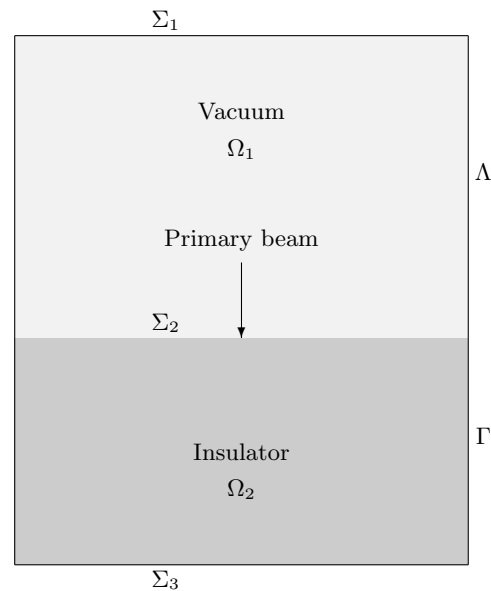 Σ₁
Vacuum
Ω₁
Λ
Primary beam
Σ₂
Γ
Insulator
Ω₂
Σ₃